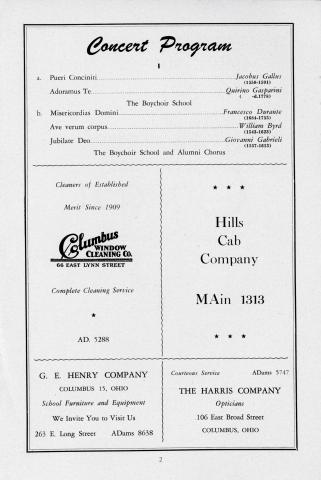 Concert Program
I
a. Pueri Conciniti Jacobus Gallus
(1550-1591)
Adoramus Te Quirino Gasparini
( -d.1778)
The Boychoir School
b. Misericordias Domini Francesco Durante
(1684-1755)
Ave verum corpus William Byrd
(1543-1623)
Jubilate Deo Giovanni Gabrieli
(1557-1613)
The Boychoir School and Alumni Chorus
Cleaners of Established
Merit Since 1909
Columbus
WINDOW
CLEANING CO.
66 EAST LYNN STREET
Complete Cleaning Service
AD. 5288
Hills
Cab
Company
MAin 1313
G. E. HENRY COMPANY
COLUMBUS 15, OHIO
School Furniture and Equipment
We Invite You to Visit Us
263 E. Long Street ADams 8638
Courteous Service ADams 5747
THE HARRIS COMPANY
Opticians
106 East Broad Street
COLUMBUS, OHIO
2